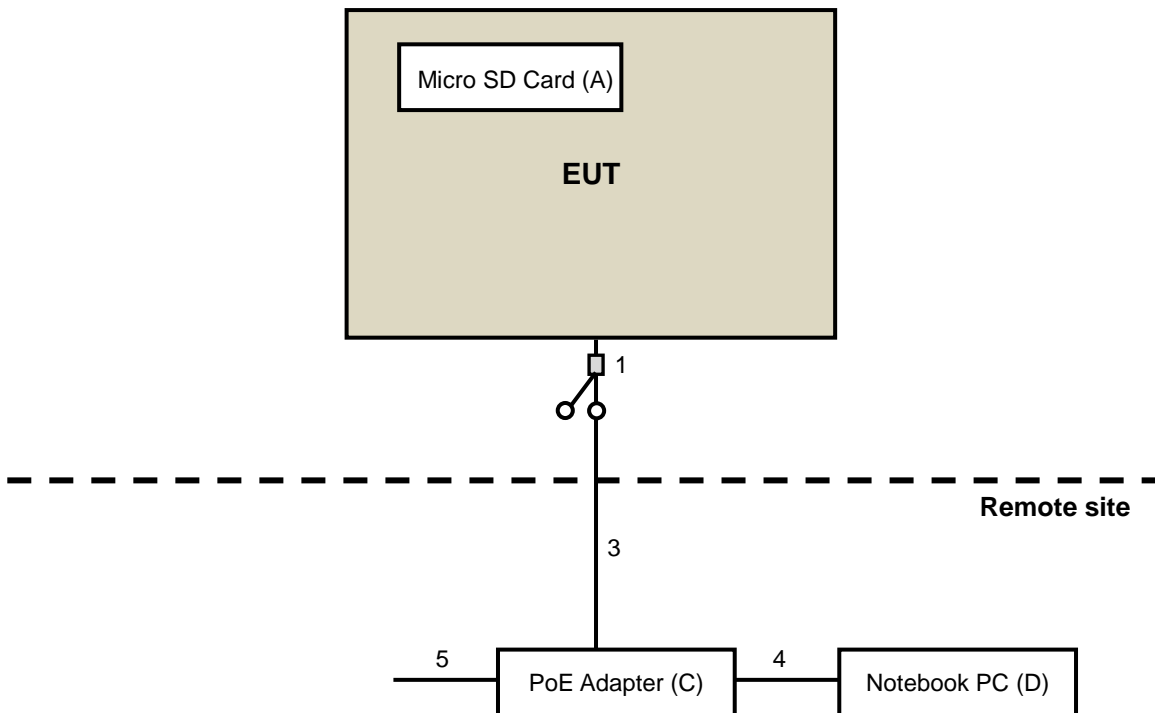 Micro SD Card (A)
EUT
1
Remote site
3
5
4
PoE Adapter (C)
Notebook PC (D)